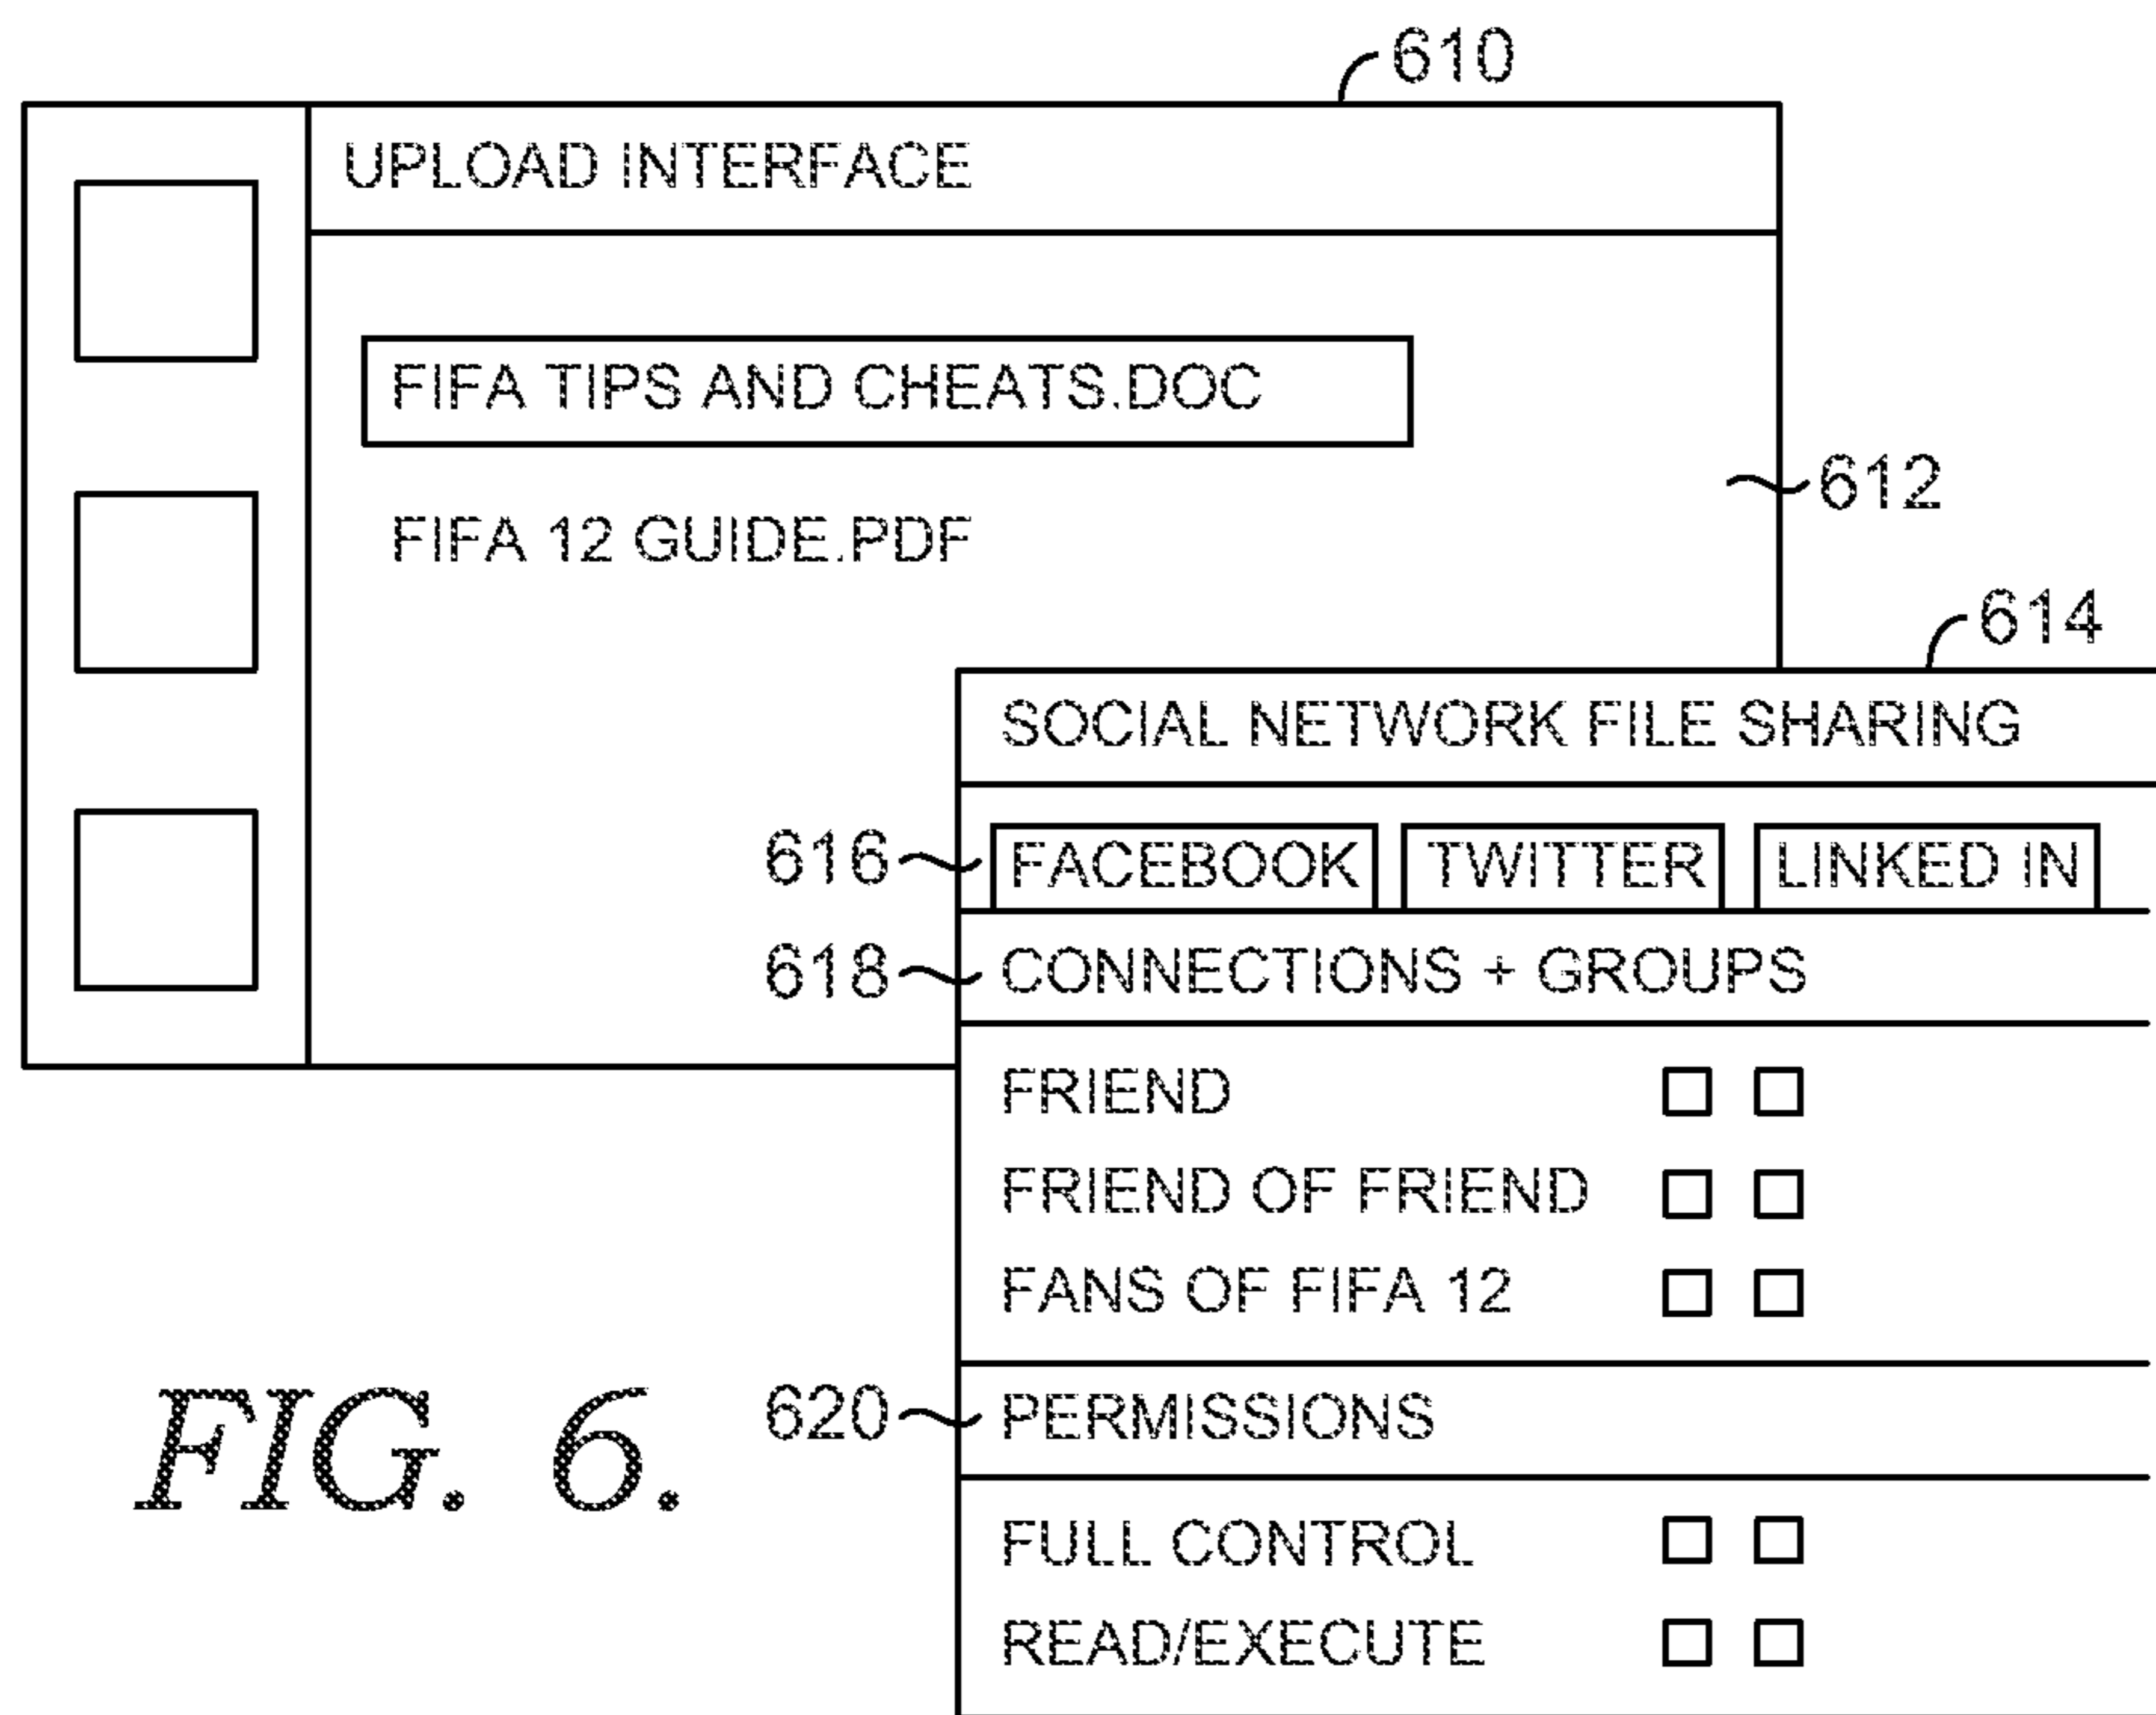 610
UPLOAD INTERFACE
FIFA TIPS AND CHEATS.DOC
612
FIFA 12 GUIDE.PDF
614
SOCIAL NETWORK FILE SHARING
616 FACEBOOK TWITTER LINKED IN
618 CONNECTIONS + GROUPS
FRIEND
FRIEND OF FRIEND
FANS OF FIFA 12
620 PERMISSIONS
FULL CONTROL
READ/EXECUTE
FIG. 6.